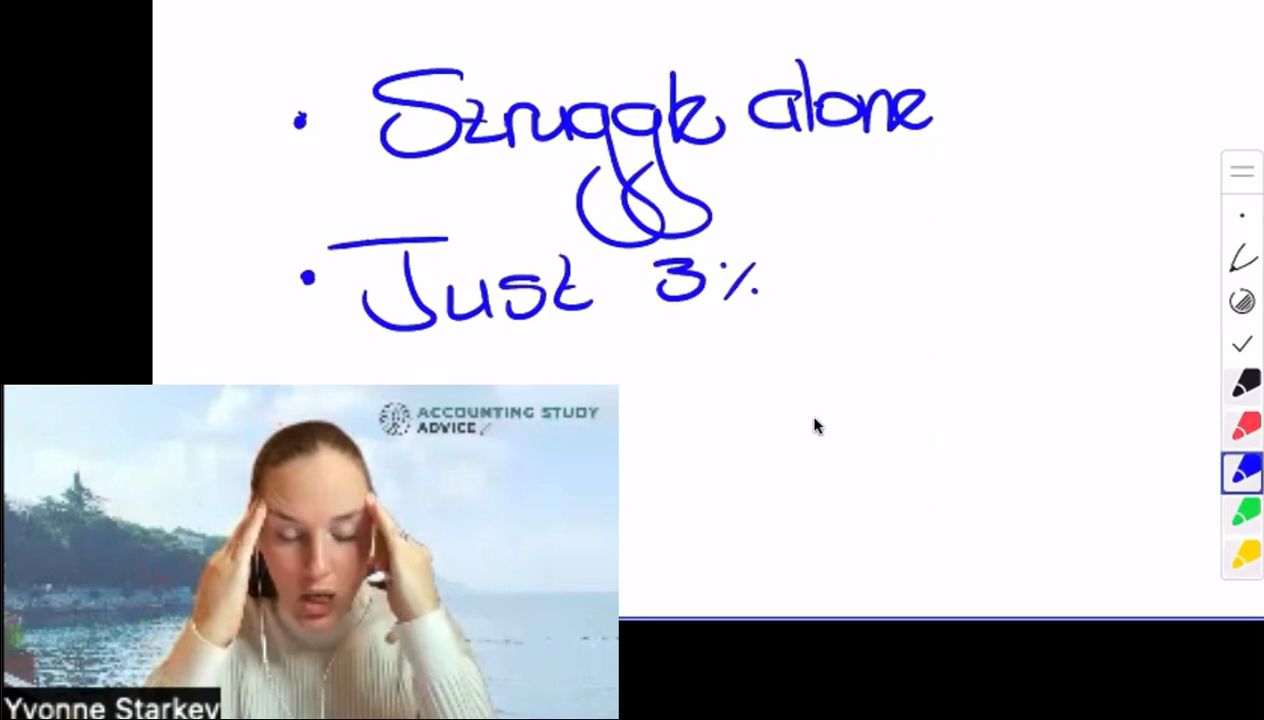 • Struggle alone
• Just 3%
ACCOUNTING STUDY
ADVICE
Yvonne Starkey